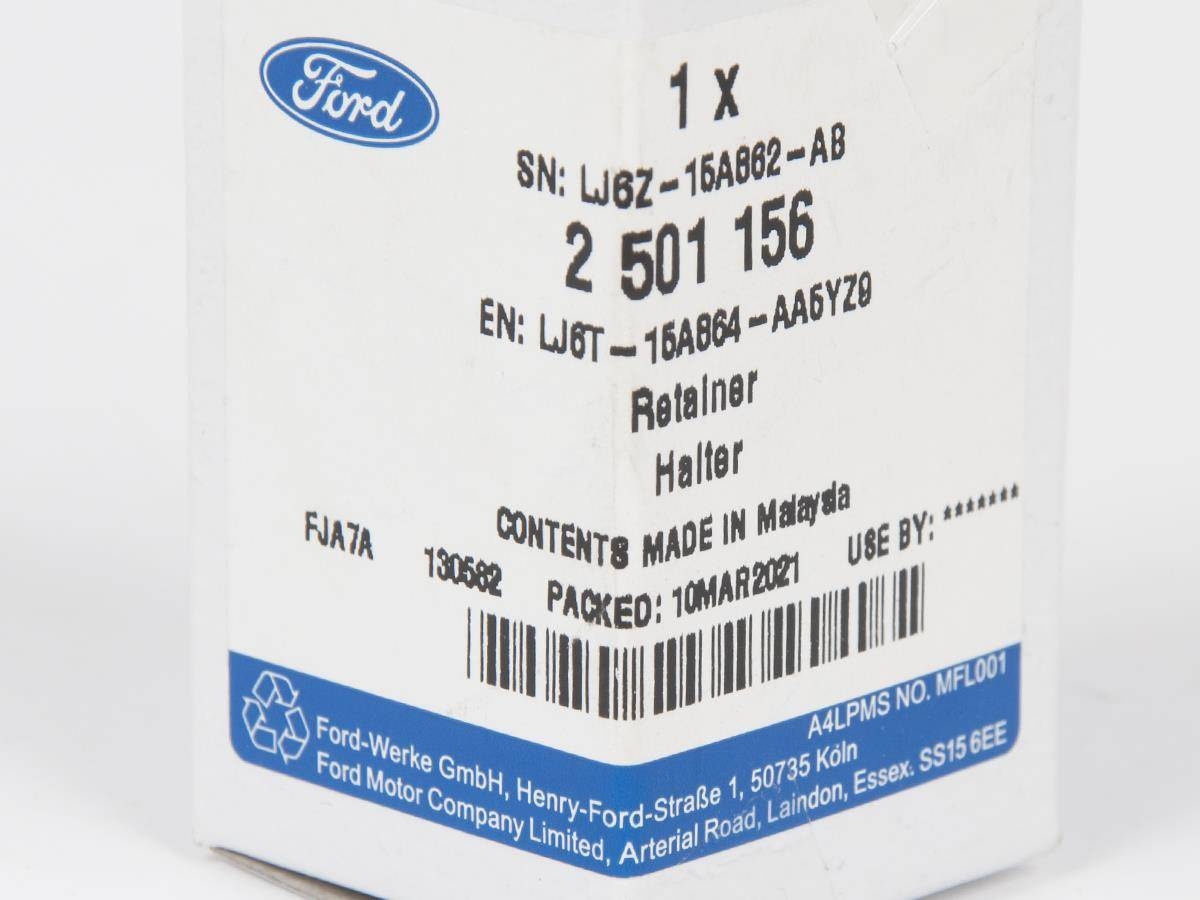 Ford
1 x
SN: LJ6Z-15A862-AB
2 501 156
EN: LJ6T-15A864-AA5YZ9
Retainer
Halter
CONTENTS MADE IN Malaysia
FJA7A 130582 PACKED: 10MAR2021 USE BY: *******
A4LPMS NO. MFL001
Ford-Werke GmbH, Henry-Ford-Straße 1, 50735 Köln
Ford Motor Company Limited, Arterial Road, Laindon, Essex. SS15 6EE